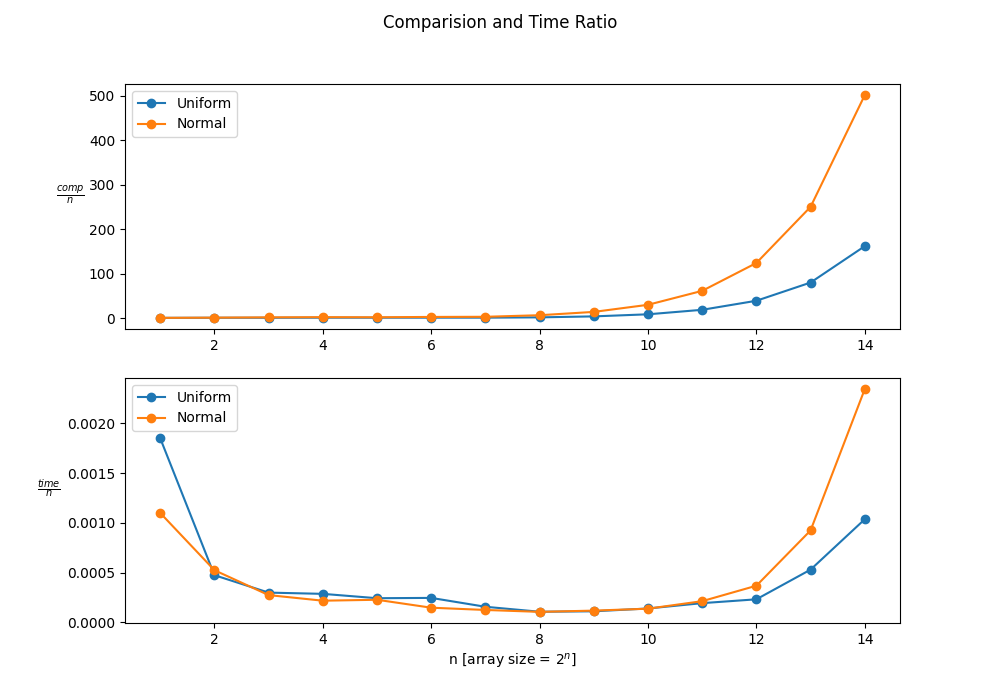 Comparision and Time Ratio
Uniform
Normal
comp
n
500
400
300
200
100
0
2 4 6 8 10 12 14
Uniform
Normal
time
n
0.0020
0.0015
0.0010
0.0005
0.0000
2 4 6 8 10 12 14
n [array size = 2ⁿ]